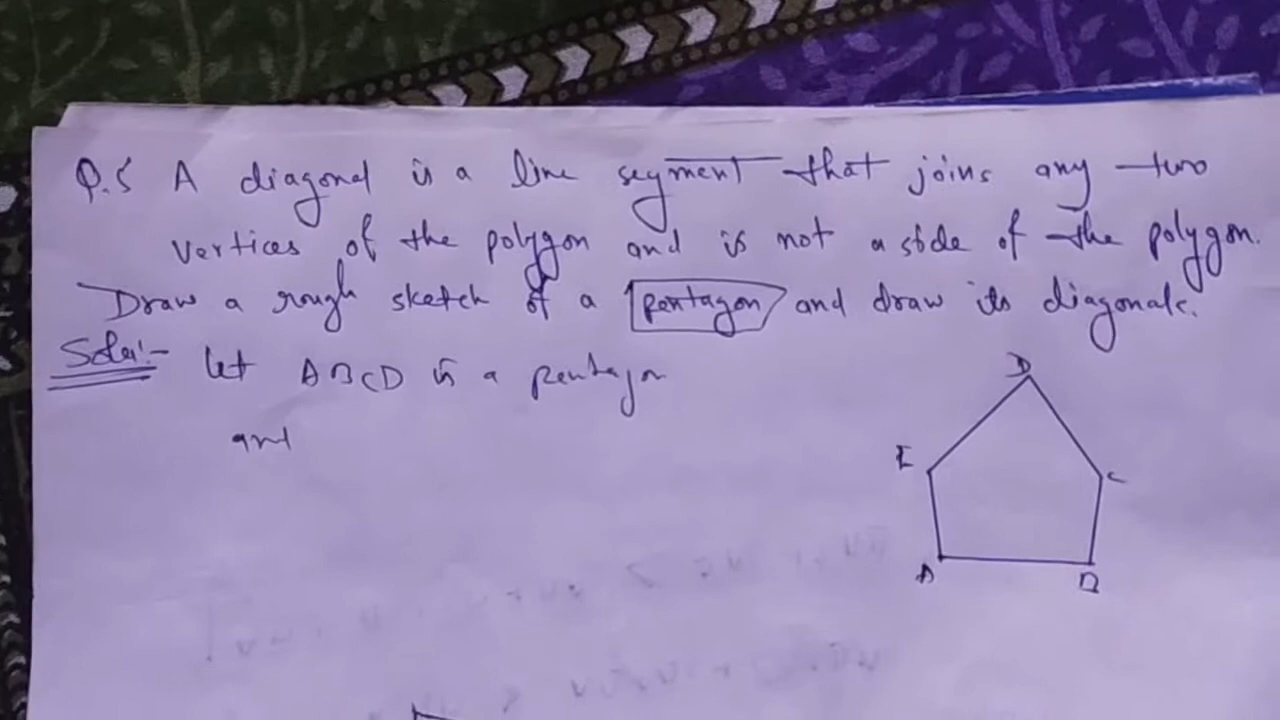 Q.5 A diagonal is a line segment that joins any two
vertices of the polygon and is not a side of the polygon.
Draw a rough sketch of a pentagon and draw its diagonals.
Soln:- Let ABCD is a pentagon
and
D
E
C
A
B